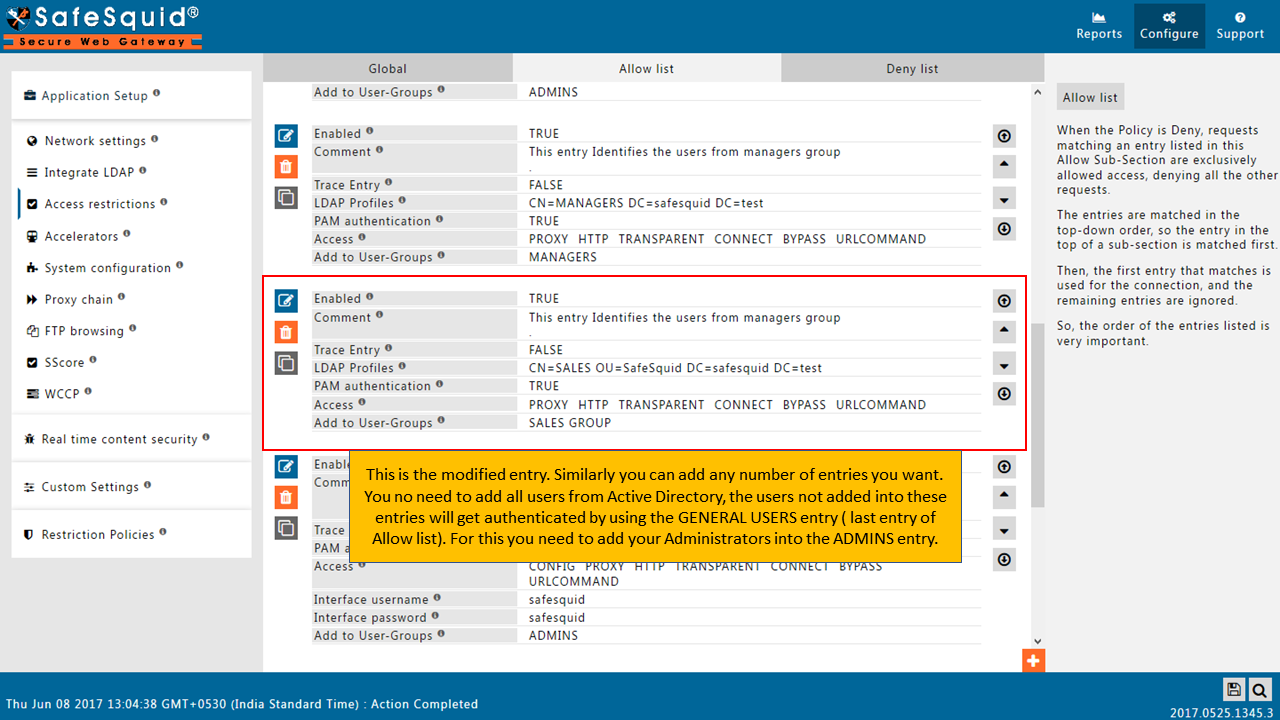 SafeSquid®
Secure Web Gateway
Reports
Configure
Support
Application Setup
Network settings
Integrate LDAP
Access restrictions
Accelerators
System configuration
Proxy chain
FTP browsing
SScore
WCCP
Real time content security
Custom Settings
Restriction Policies
Global
Allow list
Deny list
Add to User-Groups ADMINS
Enabled TRUE
Comment This entry Identifies the users from managers group
.
Trace Entry FALSE
LDAP Profiles CN=MANAGERS DC=safesquid DC=test
PAM authentication TRUE
Access PROXY HTTP TRANSPARENT CONNECT BYPASS URLCOMMAND
Add to User-Groups MANAGERS
Enabled TRUE
Comment This entry Identifies the users from managers group
.
Trace Entry FALSE
LDAP Profiles CN=SALES OU=SafeSquid DC=safesquid DC=test
PAM authentication TRUE
Access PROXY HTTP TRANSPARENT CONNECT BYPASS URLCOMMAND
Add to User-Groups SALES GROUP
This is the modified entry. Similarly you can add any number of entries you want.
You no need to add all users from Active Directory, the users not added into these
entries will get authenticated by using the GENERAL USERS entry ( last entry of
Allow list). For this you need to add your Administrators into the ADMINS entry.
Trace
PAM a
Access CONFIG PROXY HTTP TRANSPARENT CONNECT BYPASS
URLCOMMAND
Interface username safesquid
Interface password safesquid
Add to User-Groups ADMINS
Allow list
When the Policy is Deny, requests
matching an entry listed in this
Allow Sub-Section are exclusively
allowed access, denying all the other
requests.
The entries are matched in the
top-down order, so the entry in the
top of a sub-section is matched first.
Then, the first entry that matches is
used for the connection, and the
remaining entries are ignored.
So, the order of the entries listed is
very important.
Thu Jun 08 2017 13:04:38 GMT+0530 (India Standard Time) : Action Completed
2017.0525.1345.3